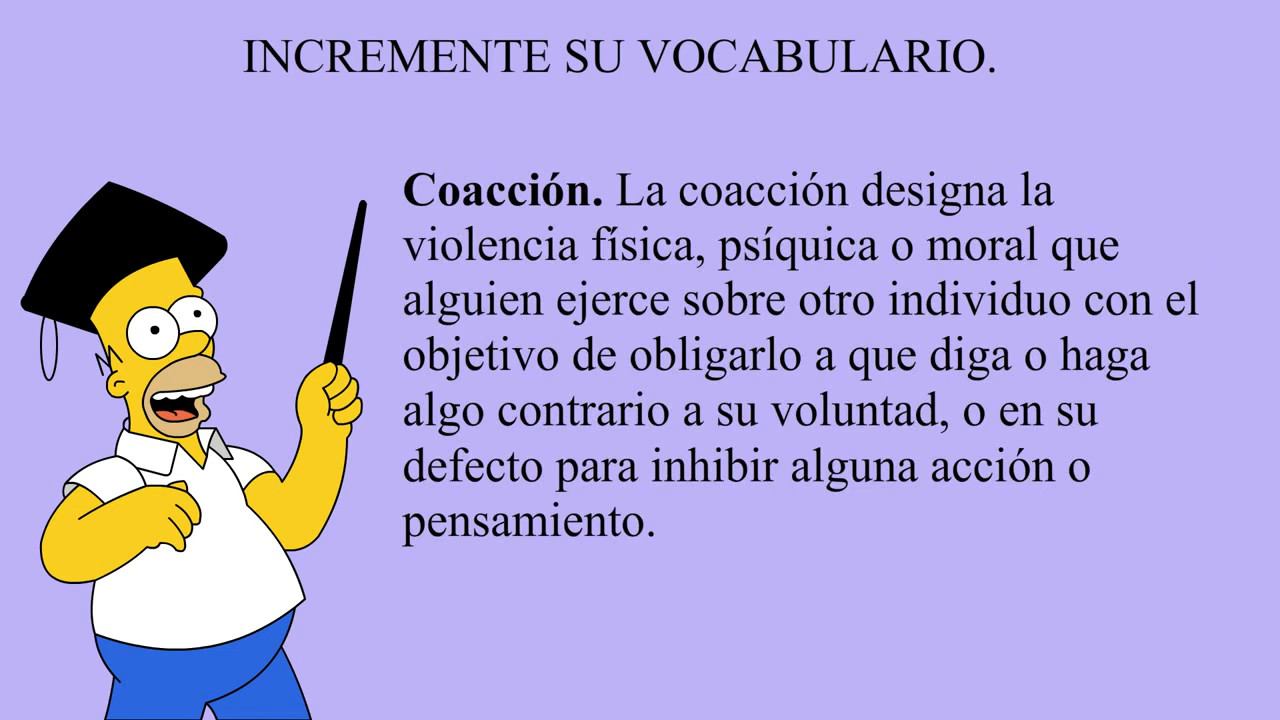 INCREMENTE SU VOCABULARIO.
Coacción. La coacción designa la
violencia física, psíquica o moral que
alguien ejerce sobre otro individuo con el
objetivo de obligarlo a que diga o haga
algo contrario a su voluntad, o en su
defecto para inhibir alguna acción o
pensamiento.